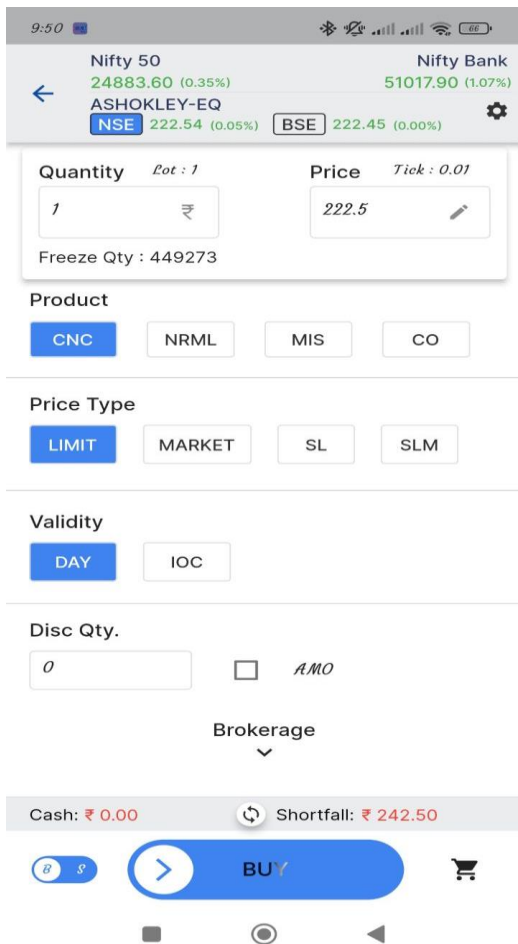 9:50 66
Nifty 50 Nifty Bank
24883.60 (0.35%) 51017.90 (1.07%)
ASHOKLEY-EQ
NSE 222.54 (0.05%) BSE 222.45 (0.00%)
Quantity Lot : 1 Price Tick : 0.01
1 ₹ 222.5
Freeze Qty : 449273
Product
CNC NRML MIS CO
Price Type
LIMIT MARKET SL SLM
Validity
DAY IOC
Disc Qty.
0 AMO
Brokerage
Cash: ₹ 0.00 Shortfall: ₹ 242.50
B S BUY